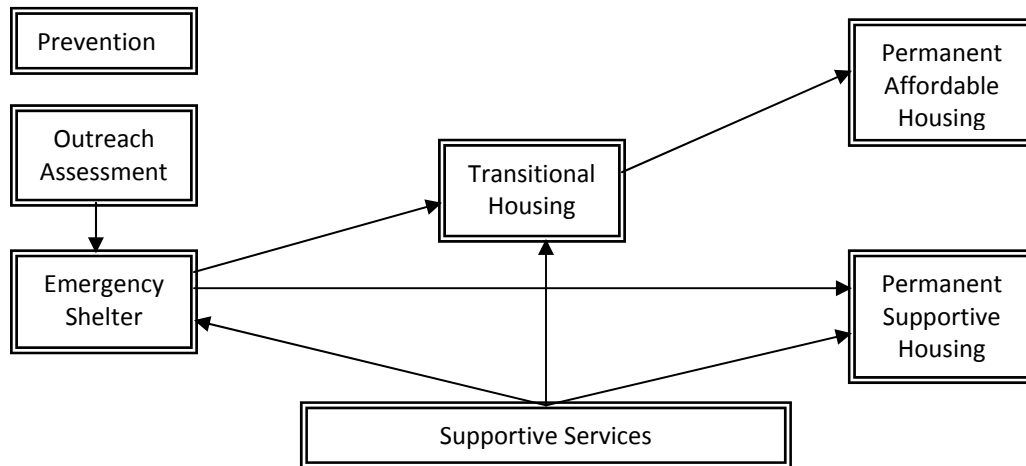 Prevention
Outreach
Assessment
Emergency
Shelter
Transitional
Housing
Permanent
Affordable
Housing
Permanent
Supportive
Housing
Supportive Services